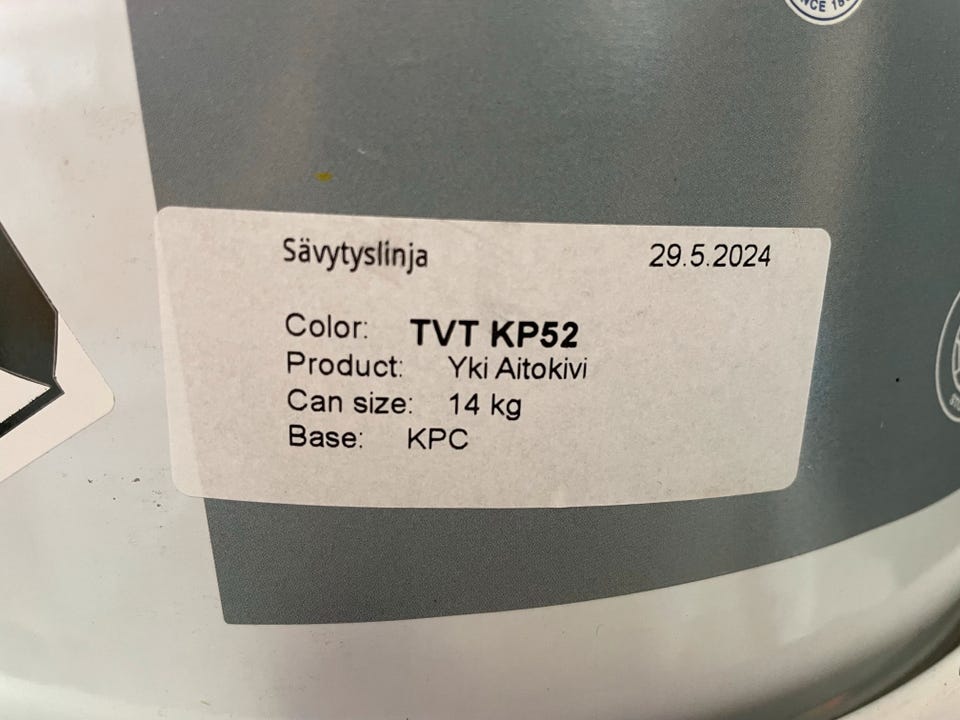 Sävytyslinja 29.5.2024
Color: TVT KP52
Product: Yki Aitokivi
Can size: 14 kg
Base: KPC